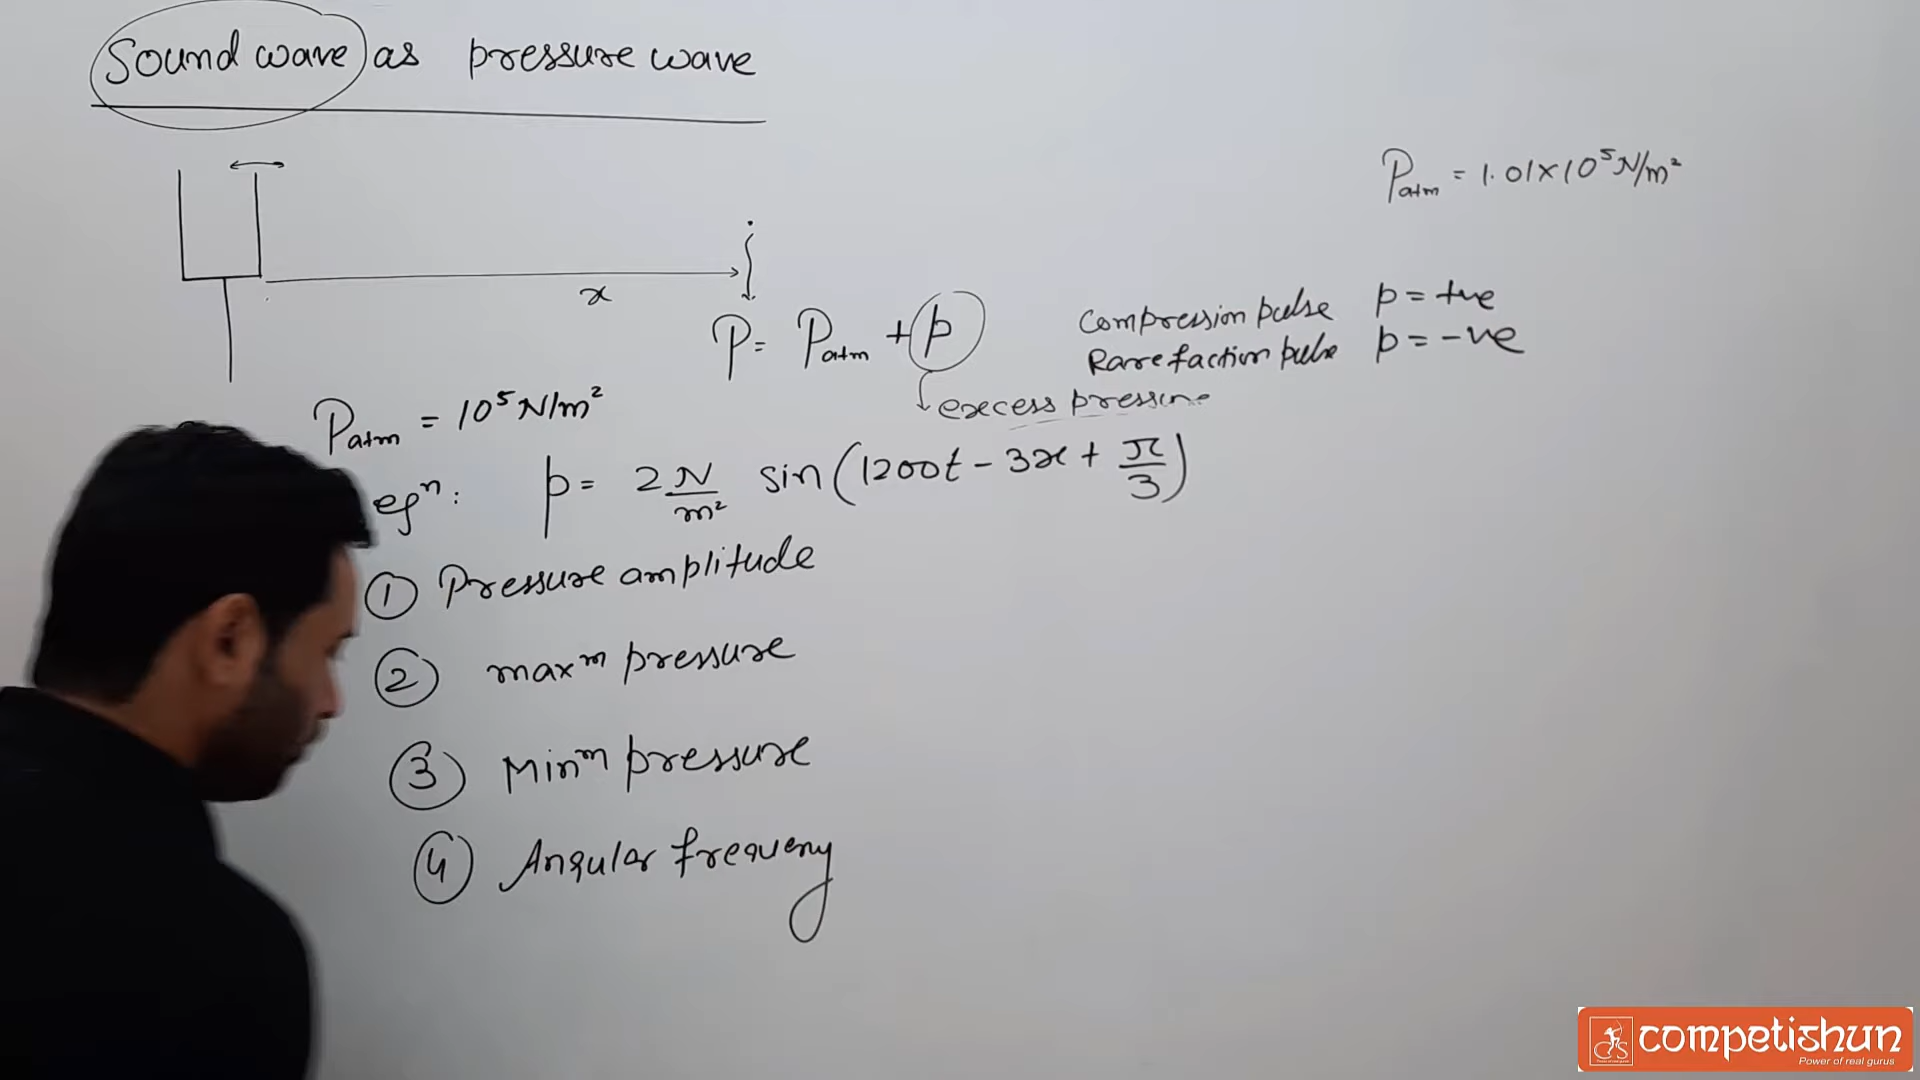 Sound wave as pressure wave
Patm = 1.01×10⁵ N/m²
x
P = Patm + p
Compression pulse p = +ve
Rarefaction pulse p = -ve
excess pressure
Patm = 10⁵ N/m²
eqⁿ: p = 2 N/m² sin(1200t - 3x + π/3)
① Pressure amplitude
② maxᵐ pressure
③ Minᵐ pressure
④ Angular frequency
competishun
Power of real gurus